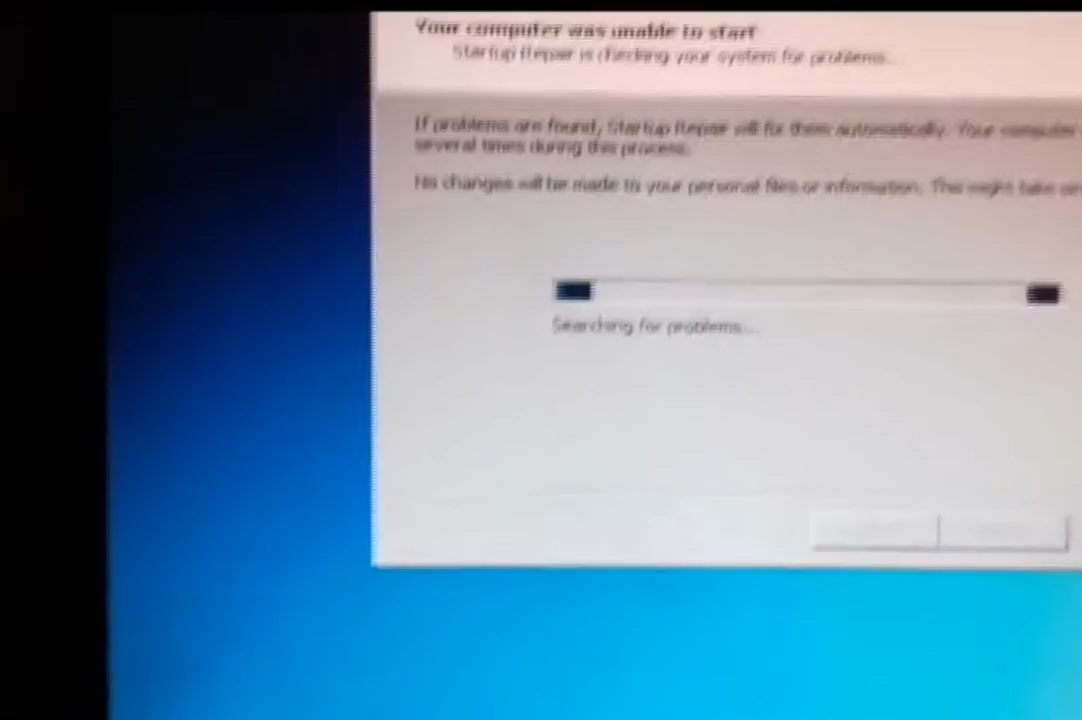 Your computer was unable to start
Startup Repair is checking your system for problems...
If problems are found, Startup Repair will fix them automatically. Your computer
several times during this process.
No changes will be made to your personal files or information. This might take
Searching for problems...